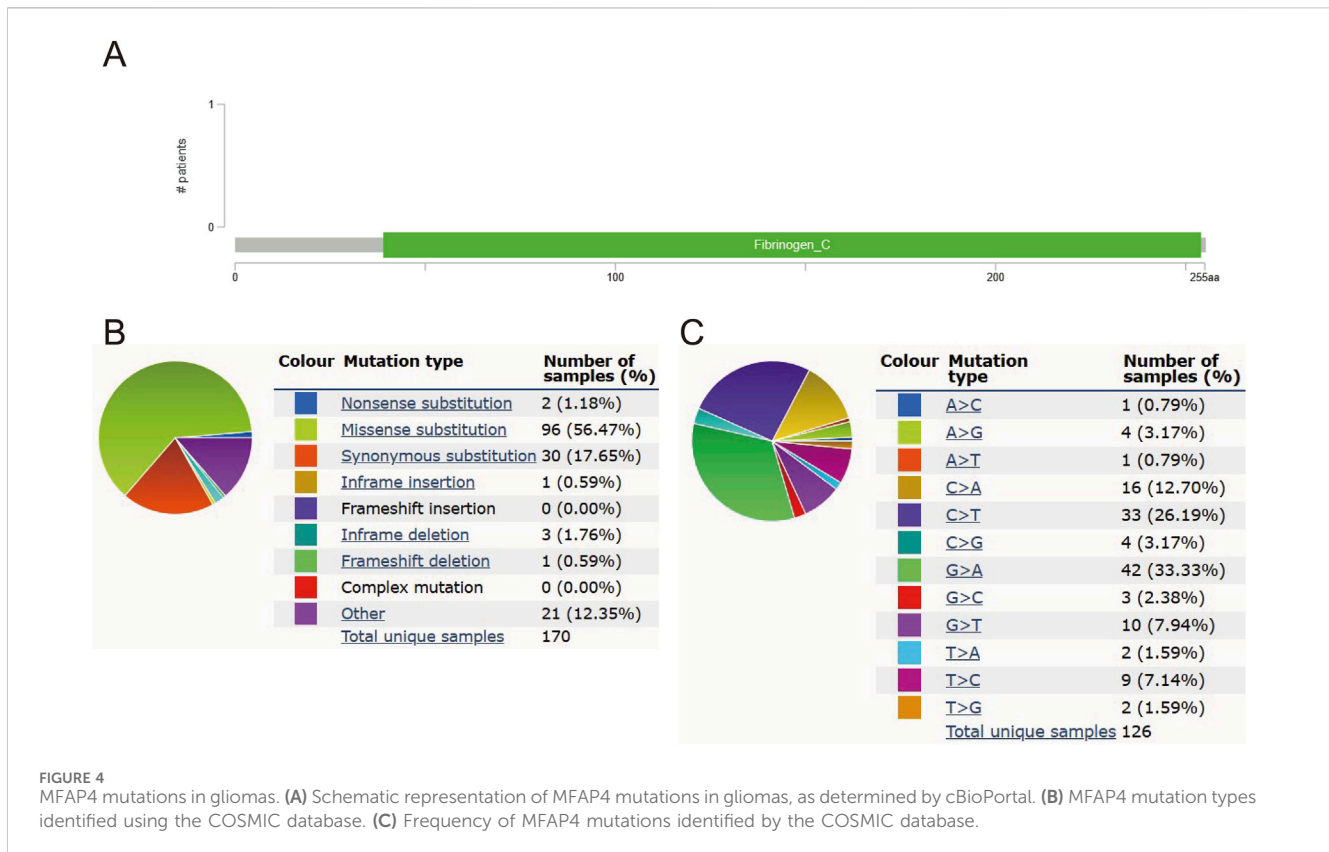 A
1
# patients
0
Fibrinogen_C
0
100
200
255aa
B
Colour Mutation type Number of samples (%)
Nonsense substitution 2 (1.18%)
Missense substitution 96 (56.47%)
Synonymous substitution 30 (17.65%)
Inframe insertion 1 (0.59%)
Frameshift insertion 0 (0.00%)
Inframe deletion 3 (1.76%)
Frameshift deletion 1 (0.59%)
Complex mutation 0 (0.00%)
Other 21 (12.35%)
Total unique samples 170
C
Colour Mutation type Number of samples (%)
A>C 1 (0.79%)
A>G 4 (3.17%)
A>T 1 (0.79%)
C>A 16 (12.70%)
C>T 33 (26.19%)
C>G 4 (3.17%)
G>A 42 (33.33%)
G>C 3 (2.38%)
G>T 10 (7.94%)
T>A 2 (1.59%)
T>C 9 (7.14%)
T>G 2 (1.59%)
Total unique samples 126
FIGURE 4
MFAP4 mutations in gliomas. (A) Schematic representation of MFAP4 mutations in gliomas, as determined by cBioPortal. (B) MFAP4 mutation types
identified using the COSMIC database. (C) Frequency of MFAP4 mutations identified by the COSMIC database.